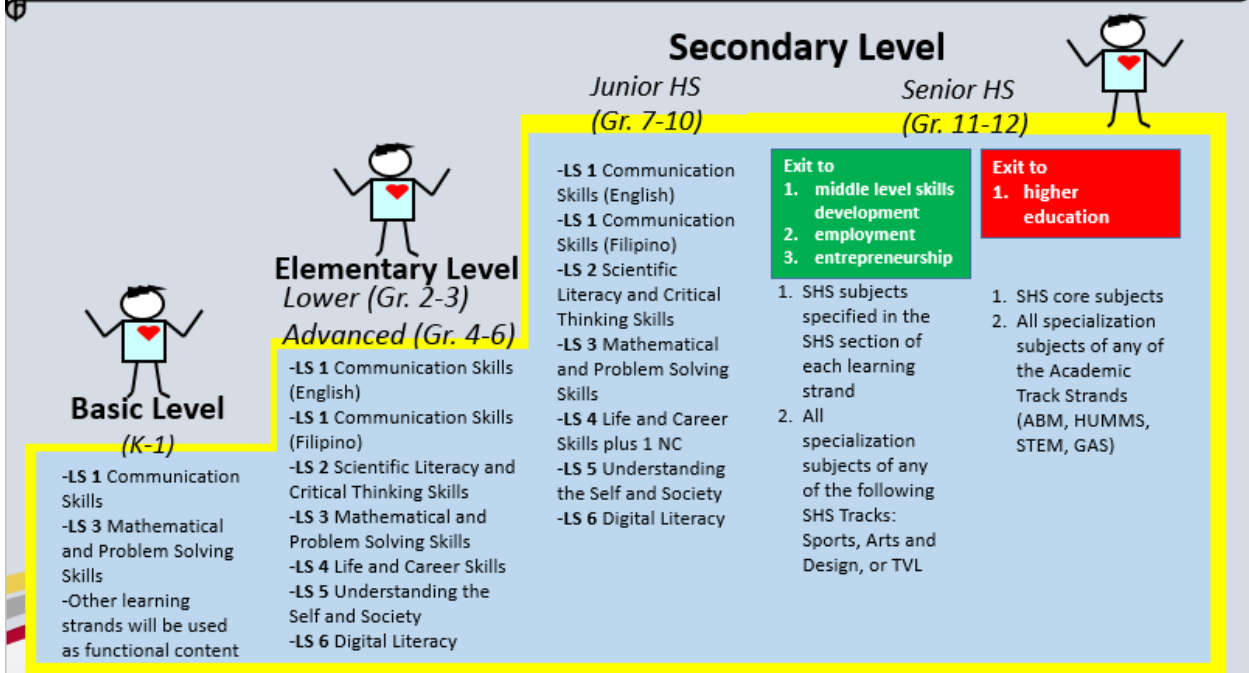 Secondary Level
Junior HS
(Gr. 7-10)
Senior HS
(Gr. 11-12)
Elementary Level
Lower (Gr. 2-3)
Advanced (Gr. 4-6)
Basic Level
(K-1)
-LS 1 Communication
Skills
-LS 3 Mathematical
and Problem Solving
Skills
-Other learning
strands will be used
as functional content
-LS 1 Communication Skills
(English)
-LS 1 Communication Skills
(Filipino)
-LS 2 Scientific Literacy and
Critical Thinking Skills
-LS 3 Mathematical and
Problem Solving Skills
-LS 4 Life and Career Skills
-LS 5 Understanding the
Self and Society
-LS 6 Digital Literacy
-LS 1 Communication
Skills (English)
-LS 1 Communication
Skills (Filipino)
-LS 2 Scientific
Literacy and Critical
Thinking Skills
-LS 3 Mathematical
and Problem Solving
Skills
-LS 4 Life and Career
Skills plus 1 NC
-LS 5 Understanding
the Self and Society
-LS 6 Digital Literacy
Exit to
1. middle level skills
development
2. employment
3. entrepreneurship
1. SHS subjects
specified in the
SHS section of
each learning
strand
2. All
specialization
subjects of any
of the following
SHS Tracks:
Sports, Arts and
Design, or TVL
Exit to
1. higher
education
1. SHS core subjects
2. All specialization
subjects of any of
the Academic
Track Strands
(ABM, HUMMS,
STEM, GAS)